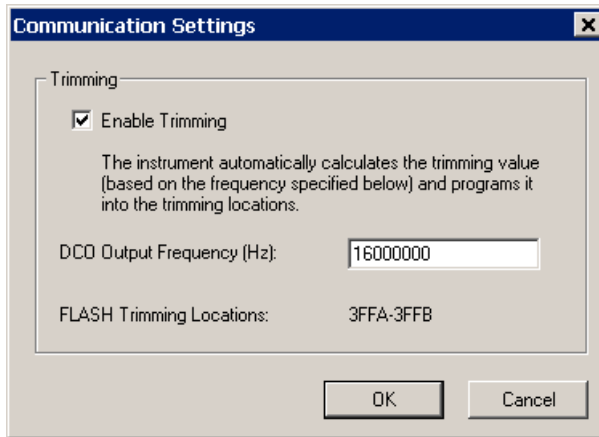 Communication Settings
Trimming
Enable Trimming
The instrument automatically calculates the trimming value
(based on the frequency specified below) and programs it
into the trimming locations.
DCO Output Frequency (Hz): 16000000
FLASH Trimming Locations: 3FFA-3FFB
OK Cancel